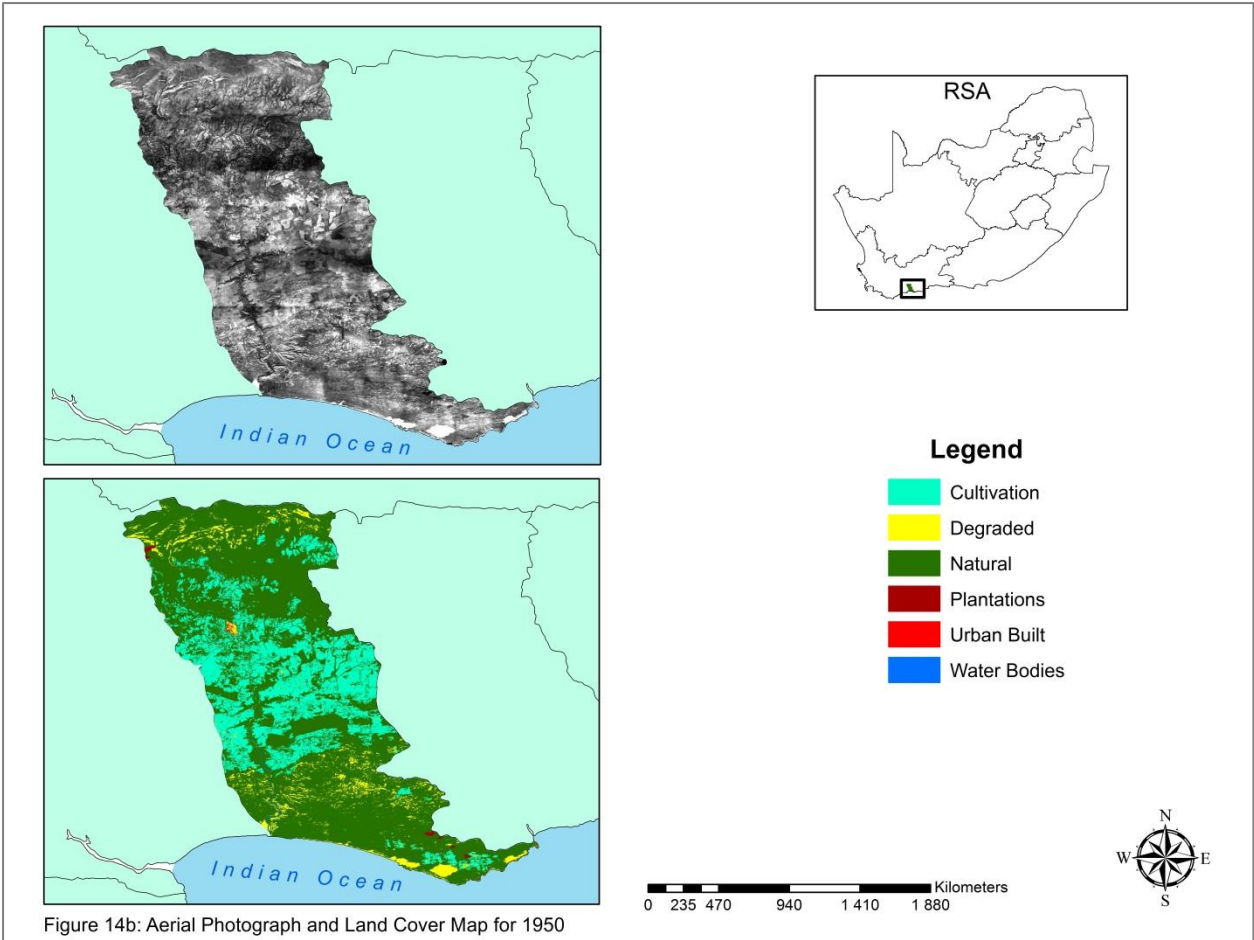 RSA
Indian Ocean
Legend
Cultivation
Degraded
Natural
Plantations
Urban Built
Water Bodies
Indian Ocean
N
W E
S
Kilometers
0 235 470 940 1 410 1 880
Figure 14b: Aerial Photograph and Land Cover Map for 1950